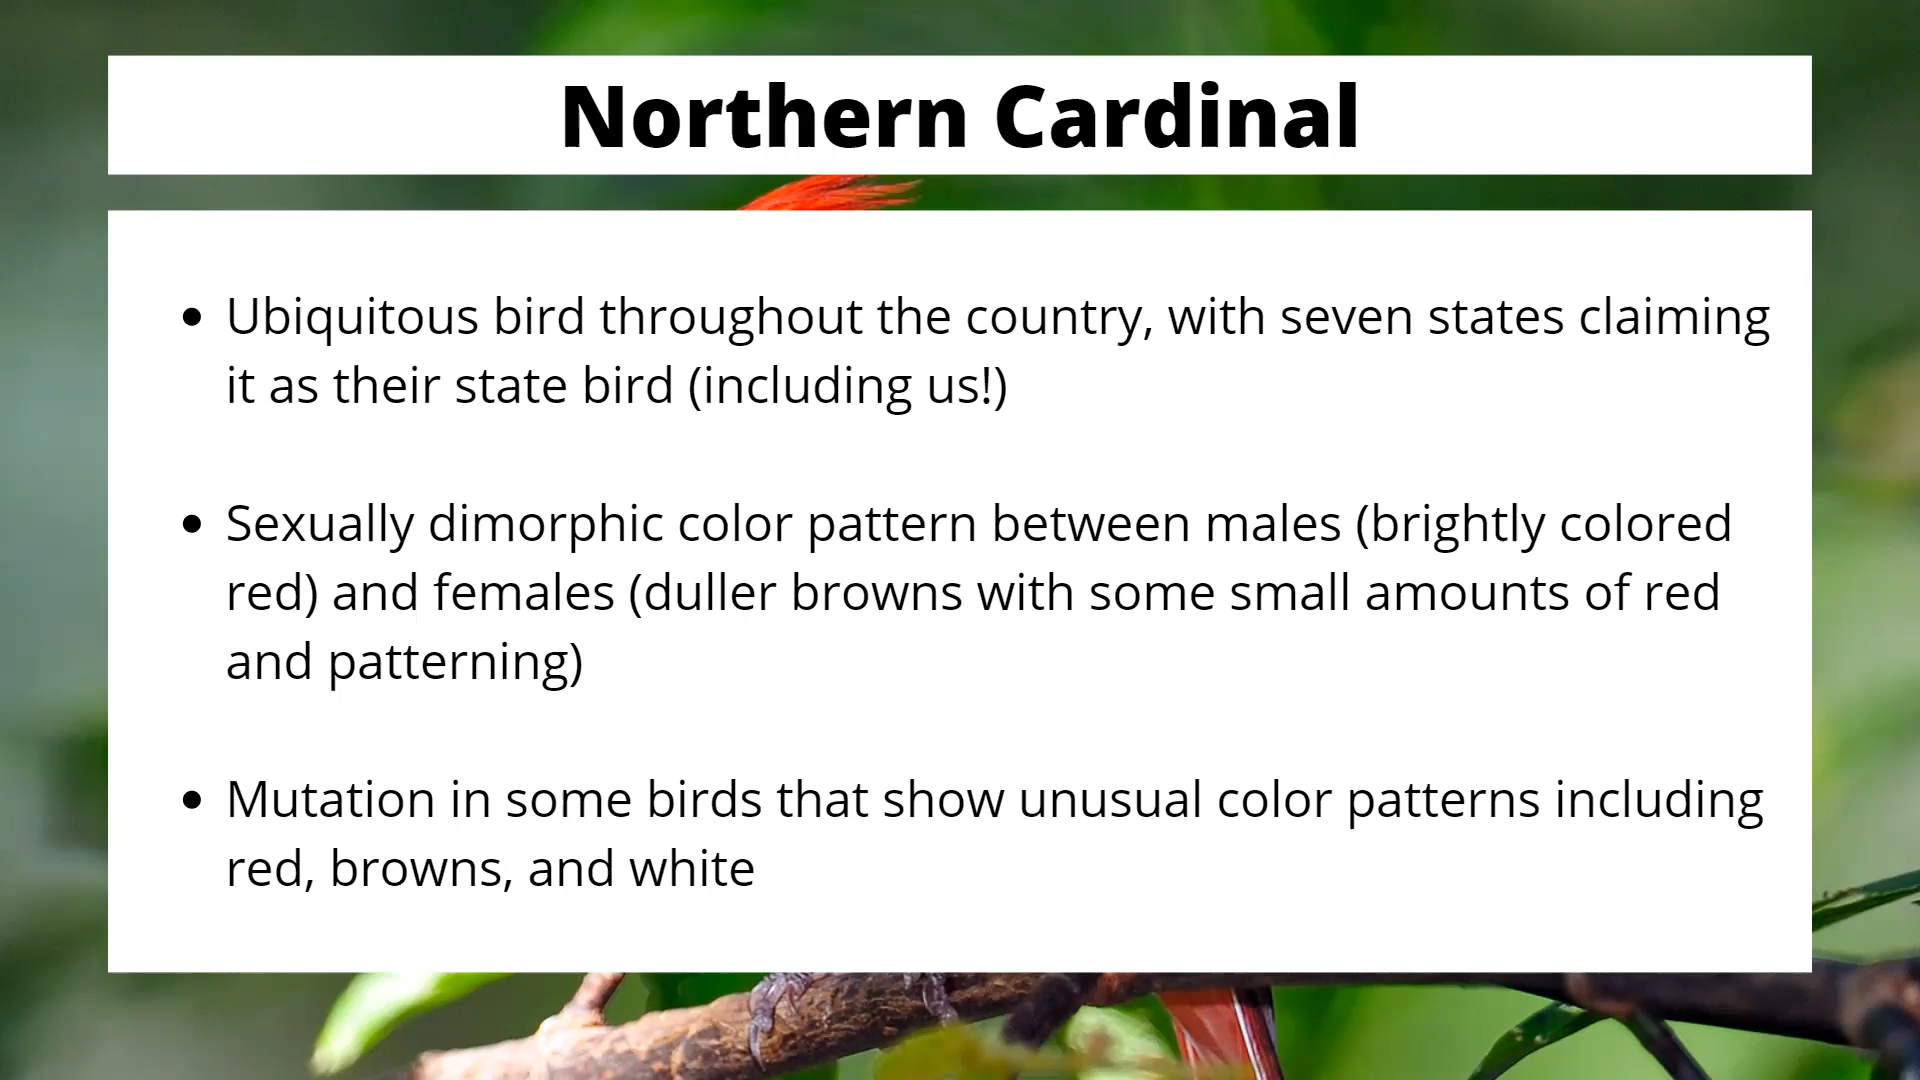 Northern Cardinal
• Ubiquitous bird throughout the country, with seven states claiming
it as their state bird (including us!)
• Sexually dimorphic color pattern between males (brightly colored
red) and females (duller browns with some small amounts of red
and patterning)
• Mutation in some birds that show unusual color patterns including
red, browns, and white